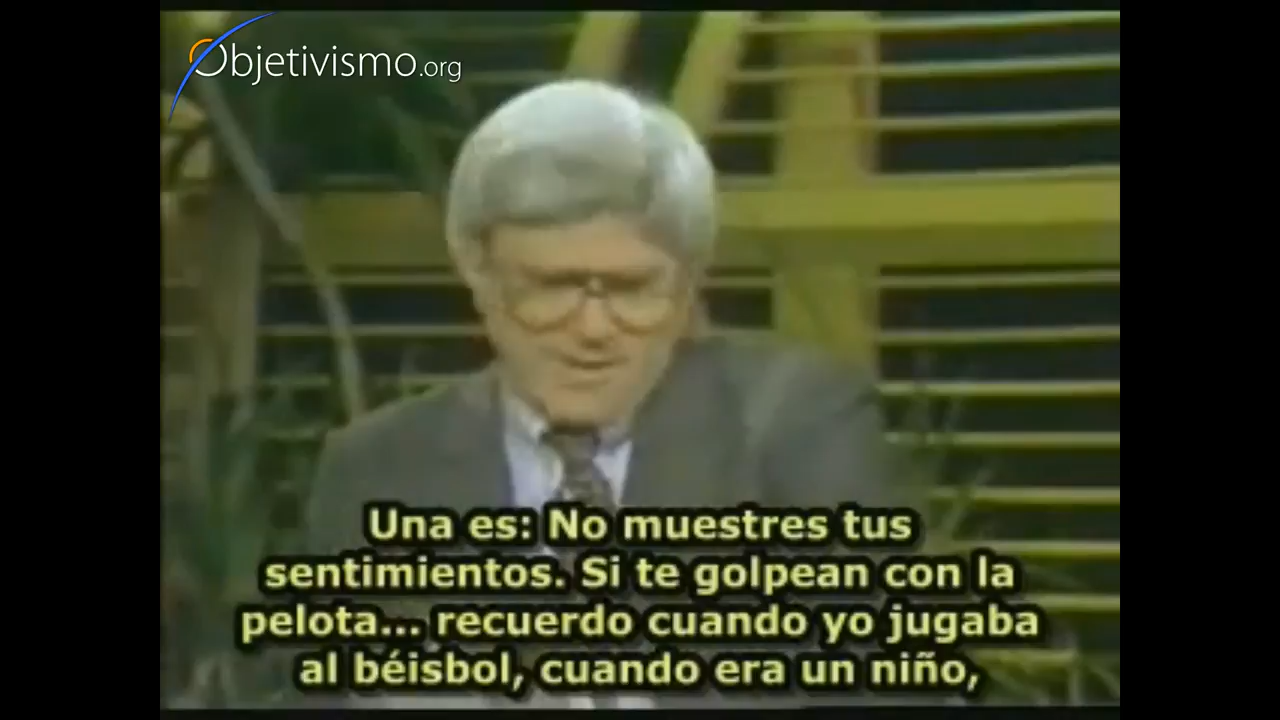 Objetivismo.org
Una es: No muestres tus
sentimientos. Si te golpean con la
pelota... recuerdo cuando yo jugaba
al béisbol, cuando era un niño,